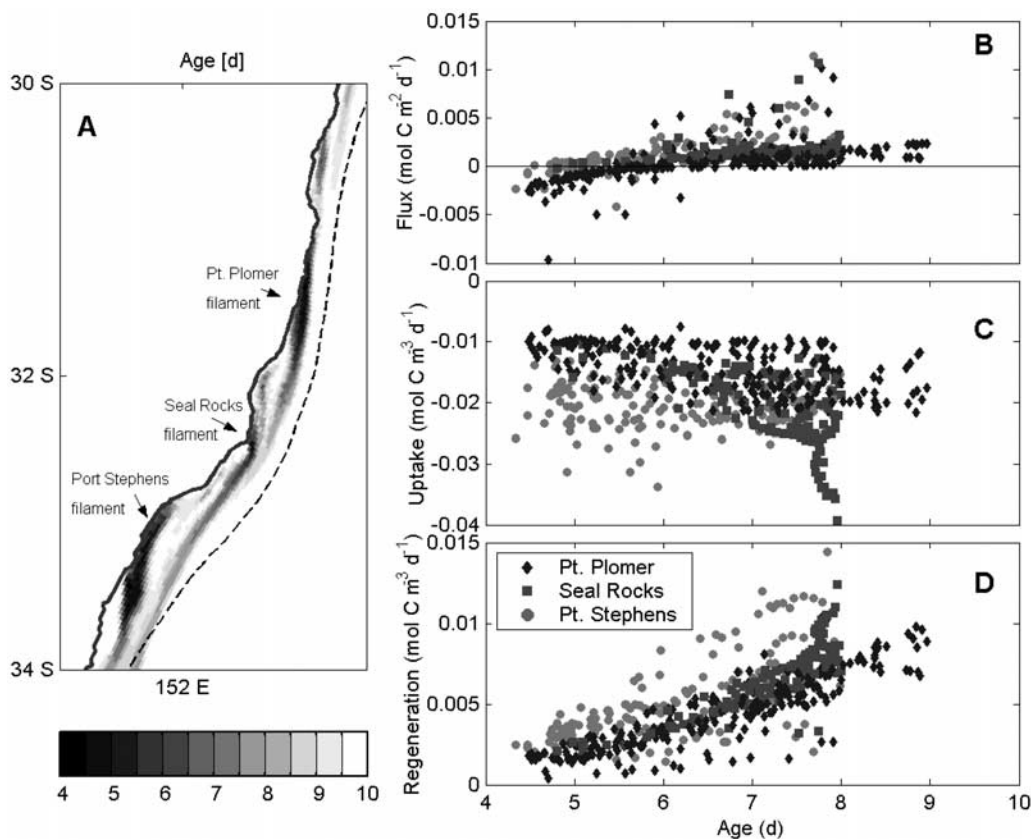 Age [d]
30 S
A
Pt. Plomer
filament
32 S
Seal Rocks
filament
Port Stephens
filament
34 S
152 E
4 5 6 7 8 9 10
B
Flux (mol C m⁻² d⁻¹)
0.015
0.01
0.005
0
-0.005
-0.01
C
Uptake (mol C m⁻³ d⁻¹)
0
-0.01
-0.02
-0.03
-0.04
D
Regeneration (mol C m⁻³ d⁻¹)
0.015
0.01
0.005
0
Pt. Plomer
Seal Rocks
Pt. Stephens
4 5 6 7 8 9 10
Age (d)